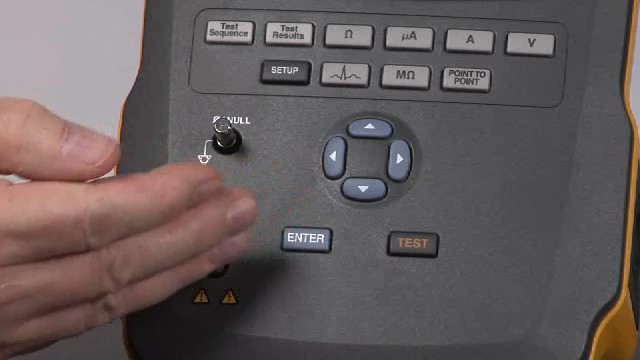 Test Sequence
Test Results
Ω
µA
A
V
SETUP
MΩ
POINT TO POINT
NULL
ENTER
TEST